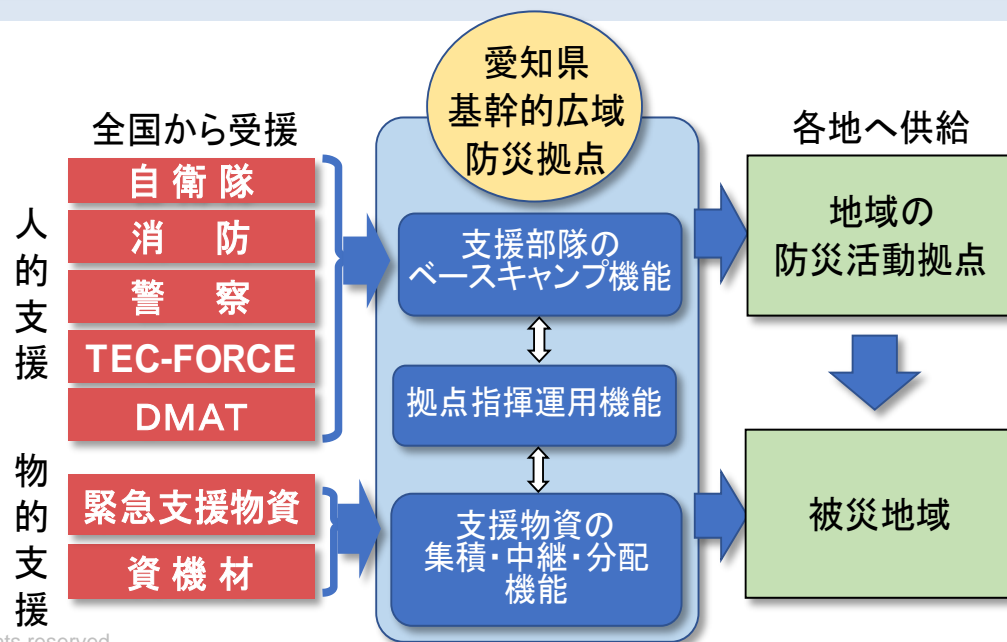 愛知県
基幹的広域
防災拠点
全国から受援
人的支援
自衛隊
消　防
警　察
TEC-FORCE
DMAT
物的支援
緊急支援物資
資機材
支援部隊の
ベースキャンプ機能
拠点指揮運用機能
支援物資の
集積・中継・分配
機能
各地へ供給
地域の
防災活動拠点
被災地域
reserved